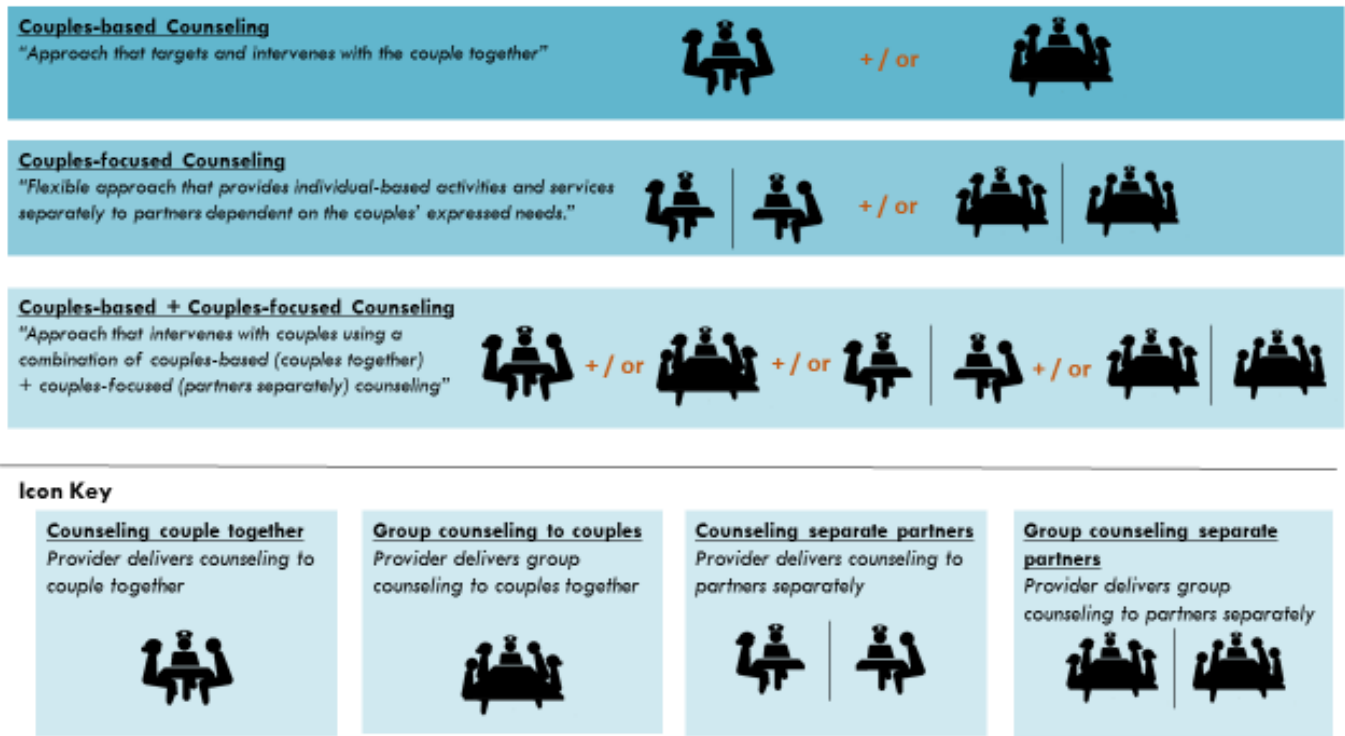 Couples-based Counseling
"Approach that targets and intervenes with the couple together"
+ / or
Couples-focused Counseling
"Flexible approach that provides individual-based activities and services
separately to partners dependent on the couples' expressed needs."
+ / or
Couples-based + Couples-focused Counseling
"Approach that intervenes with couples using a
combination of couples-based (couples together)
+ couples-focused (partners separately) counseling"
+ / or
+ / or
+ / or
Icon Key
Counseling couple together
Provider delivers counseling to
couple together
Group counseling to couples
Provider delivers group
counseling to couples together
Counseling separate partners
Provider delivers counseling to
partners separately
Group counseling separate
partners
Provider delivers group
counseling to partners separately